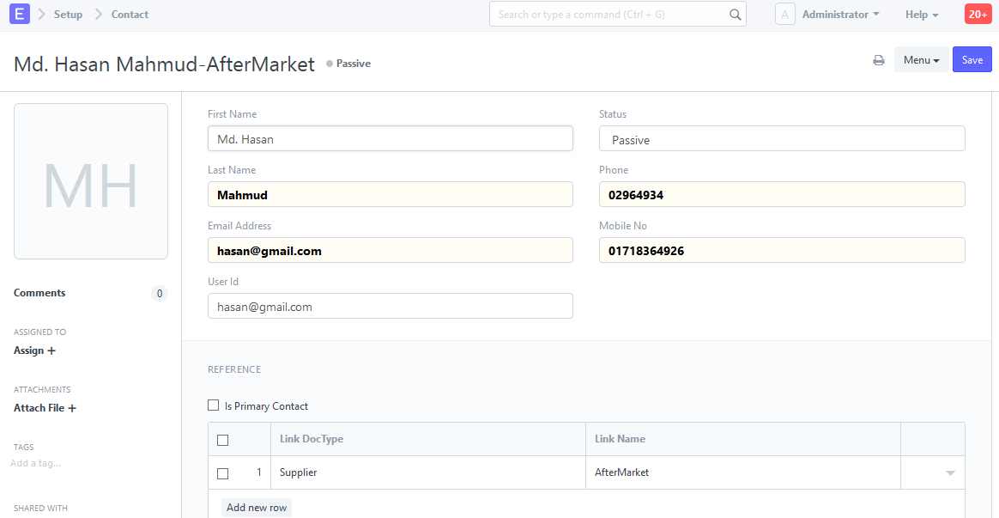 E Setup Contact Search or type a command (Ctrl + G) A Administrator Help 20+
Md. Hasan Mahmud-AfterMarket Passive Menu Save
MH
Comments 0
ASSIGNED TO
Assign +
ATTACHMENTS
Attach File +
TAGS
Add a tag...
SHARED WITH
First Name Status
Md. Hasan Passive
Last Name Phone
Mahmud 02964934
Email Address Mobile No
hasan@gmail.com 01718364926
User Id
hasan@gmail.com
REFERENCE
Is Primary Contact
Link DocType Link Name
1 Supplier AfterMarket
Add new row